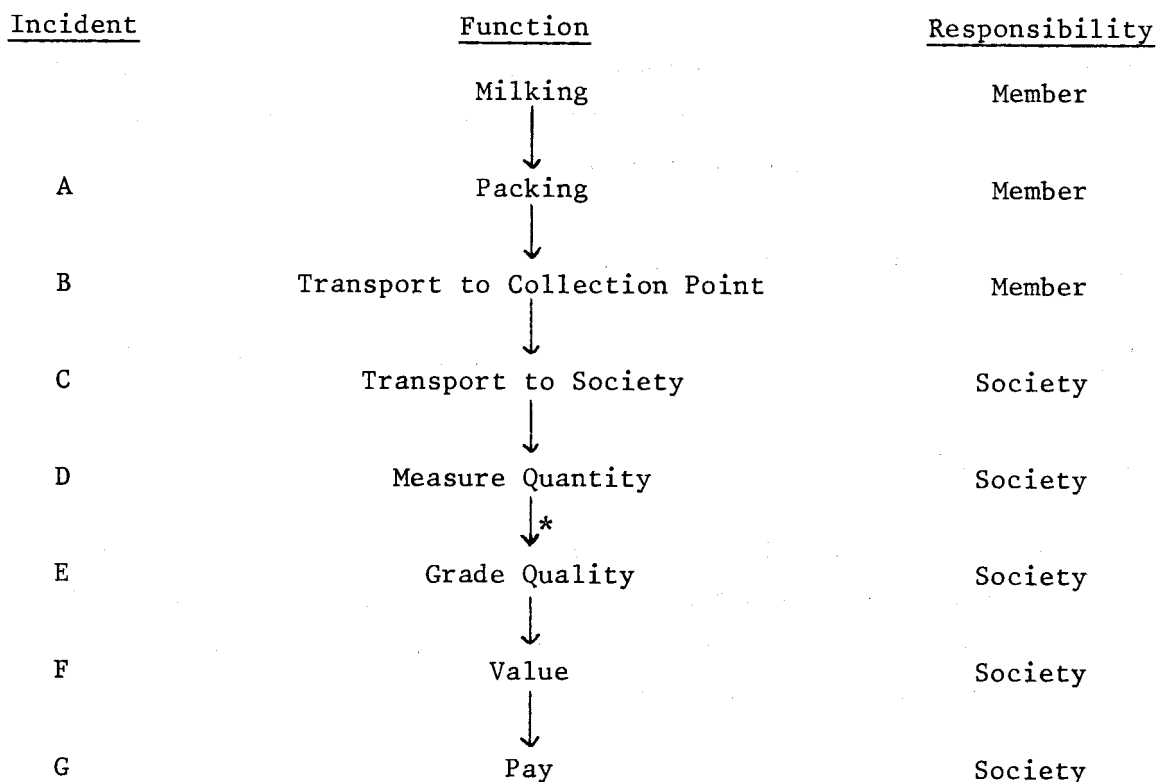 Incident Function Responsibility
Milking Member
A Packing Member
B Transport to Collection Point Member
C Transport to Society Society
D Measure Quantity Society
*
E Grade Quality Society
F Value Society
G Pay Society